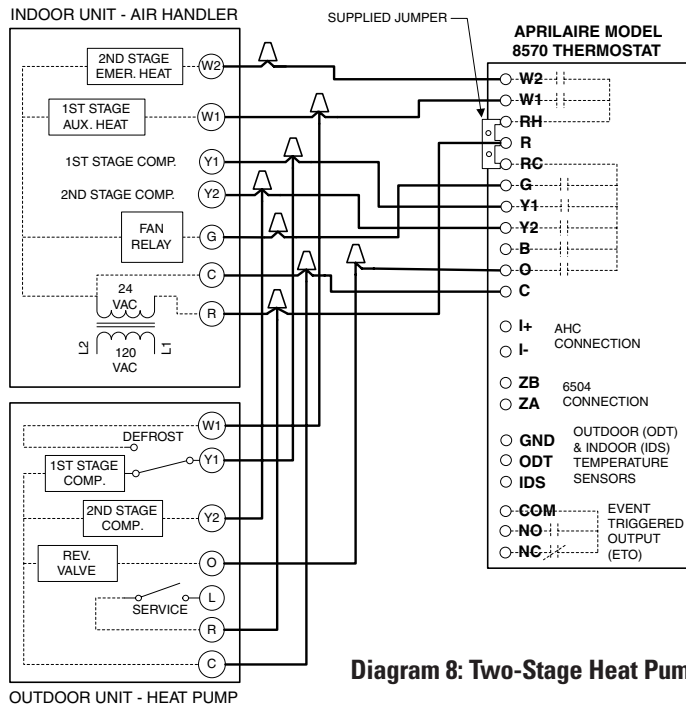 INDOOR UNIT - AIR HANDLER
SUPPLIED JUMPER
APRILAIRE MODEL
8570 THERMOSTAT
2ND STAGE
EMER. HEAT
W2
1ST STAGE
AUX. HEAT
W1
1ST STAGE COMP.
Y1
2ND STAGE COMP.
Y2
FAN
RELAY
G
C
24
VAC
R
L2
120
VAC
L1
W2
W1
RH
R
RC
G
Y1
Y2
B
O
C
I+
I-
AHC
CONNECTION
ZB
ZA
6504
CONNECTION
GND
ODT
IDS
OUTDOOR (ODT)
& INDOOR (IDS)
TEMPERATURE
SENSORS
COM
NO
NC
EVENT
TRIGGERED
OUTPUT
(ETO)
W1
DEFROST
1ST STAGE
COMP.
Y1
2ND STAGE
COMP.
Y2
REV.
VALVE
O
L
SERVICE
R
C
OUTDOOR UNIT - HEAT PUMP
Diagram 8: Two-Stage Heat Pum